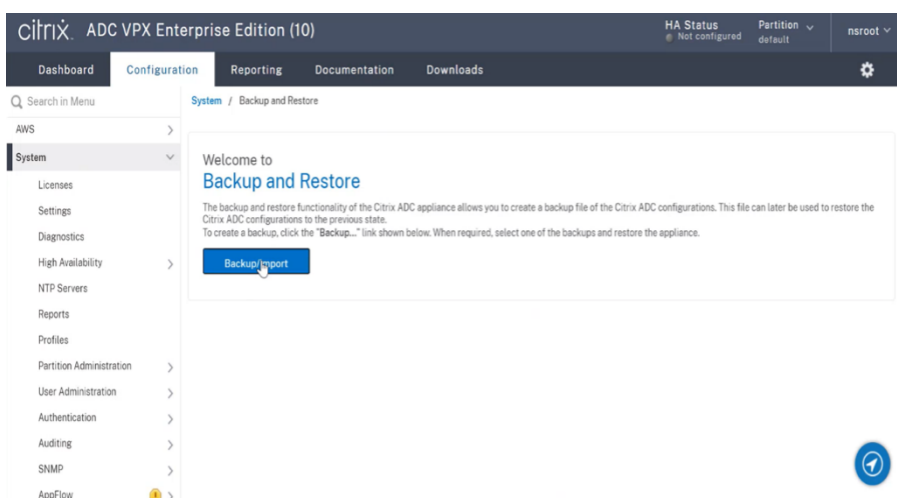 citrix. ADC VPX Enterprise Edition (10)
HA Status
Not configured
Partition
default
nsroot
Dashboard
Configuration
Reporting
Documentation
Downloads
Search in Menu
AWS
System
Licenses
Settings
Diagnostics
High Availability
NTP Servers
Reports
Profiles
Partition Administration
User Administration
Authentication
Auditing
SNMP
AppFlow
System / Backup and Restore
Welcome to
Backup and Restore
The backup and restore functionality of the Citrix ADC appliance allows you to create a backup file of the Citrix ADC configurations. This file can later be used to restore the
Citrix ADC configurations to the previous state.
To create a backup, click the "Backup..." link shown below. When required, select one of the backups and restore the appliance.
Backup/Import